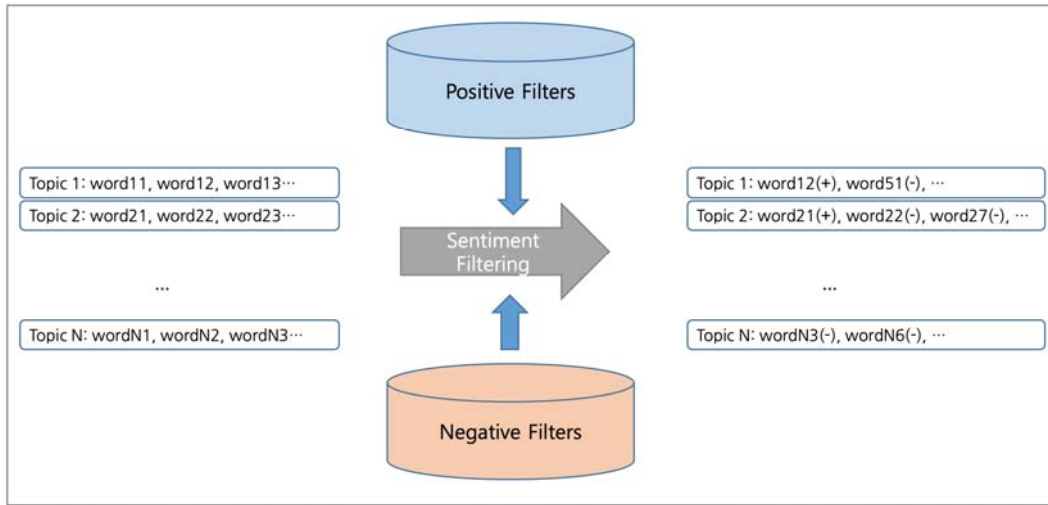 Positive Filters
Topic 1: word11, word12, word13⋯
Topic 2: word21, word22, word23⋯
...
Topic N: wordN1, wordN2, wordN3⋯
Sentiment
Filtering
Topic 1: word12(+), word51(-), ⋯
Topic 2: word21(+), word22(-), word27(-), ⋯
...
Topic N: wordN3(-), wordN6(-), ⋯
Negative Filters